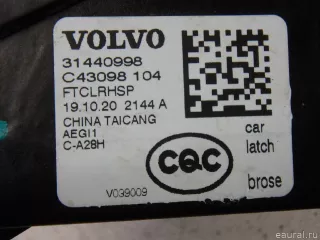 VOLVO
31440998
C43098 104
FTCLRHSP
19.10.20 2144 A
CHINA TAICANG
AEGI1
C-A28H
car
latch
CQC
V039009
brose
eaural.ru